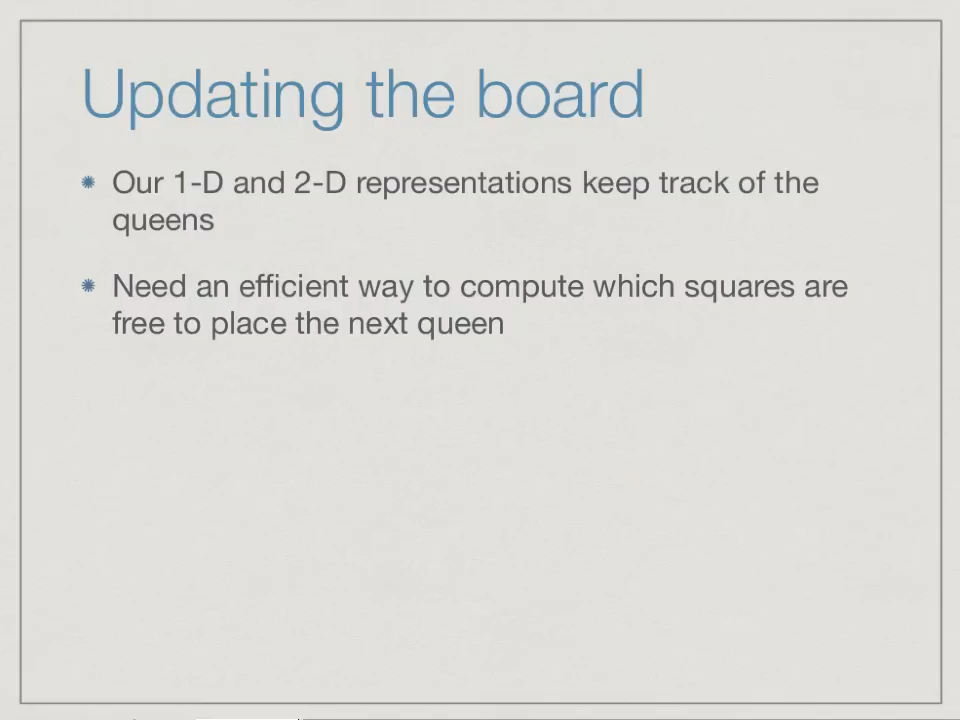 Updating the board
Our 1-D and 2-D representations keep track of the
queens
Need an efficient way to compute which squares are
free to place the next queen